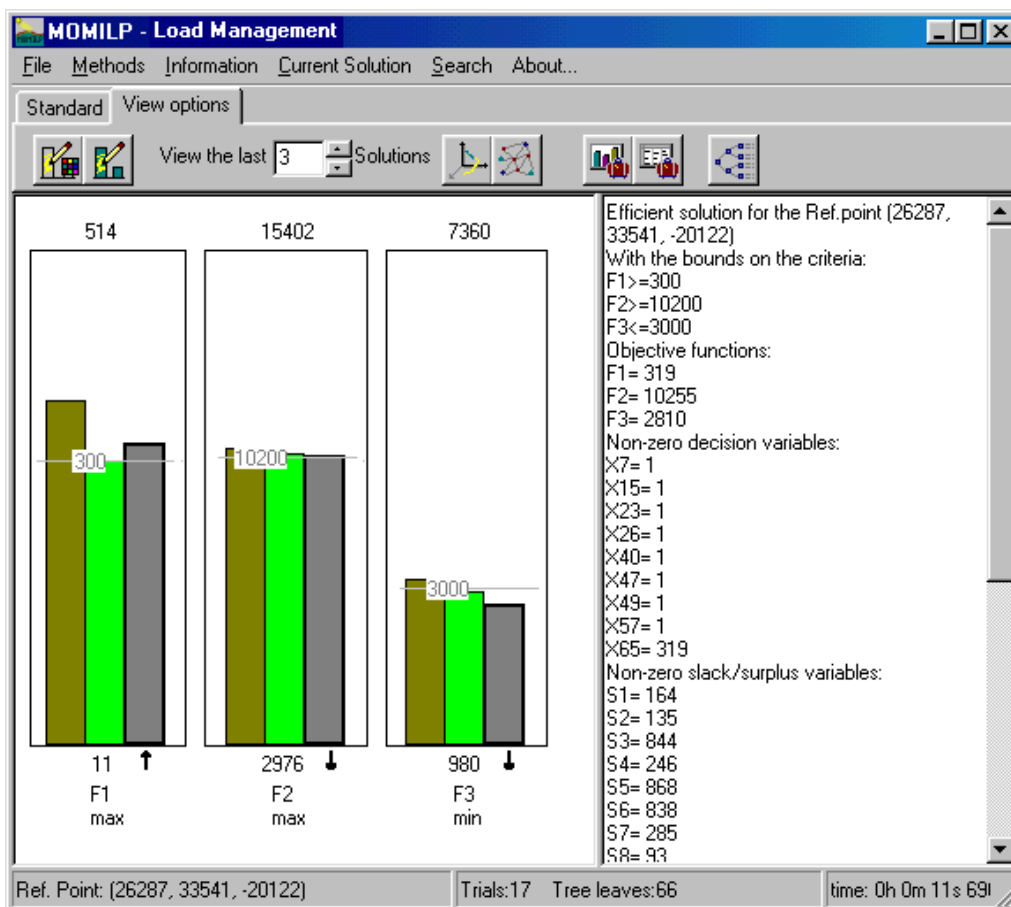 MOMILP - Load Management
File Methods Information Current Solution Search About...
Standard View options
View the last 3 Solutions
514 15402 7360
300 10200 3000
11 2976 980
F1 F2 F3
max max min
Efficient solution for the Ref.point (26287,
33541, -20122)
With the bounds on the criteria:
F1>=300
F2>=10200
F3<=3000
Objective functions:
F1= 319
F2= 10255
F3= 2810
Non-zero decision variables:
X7= 1
X15= 1
X23= 1
X26= 1
X40= 1
X47= 1
X49= 1
X57= 1
X65= 319
Non-zero slack/surplus variables:
S1= 164
S2= 135
S3= 844
S4= 246
S5= 868
S6= 838
S7= 285
S8= 93
Ref. Point: (26287, 33541, -20122) Trials:17 Tree leaves:66 time: 0h 0m 11s